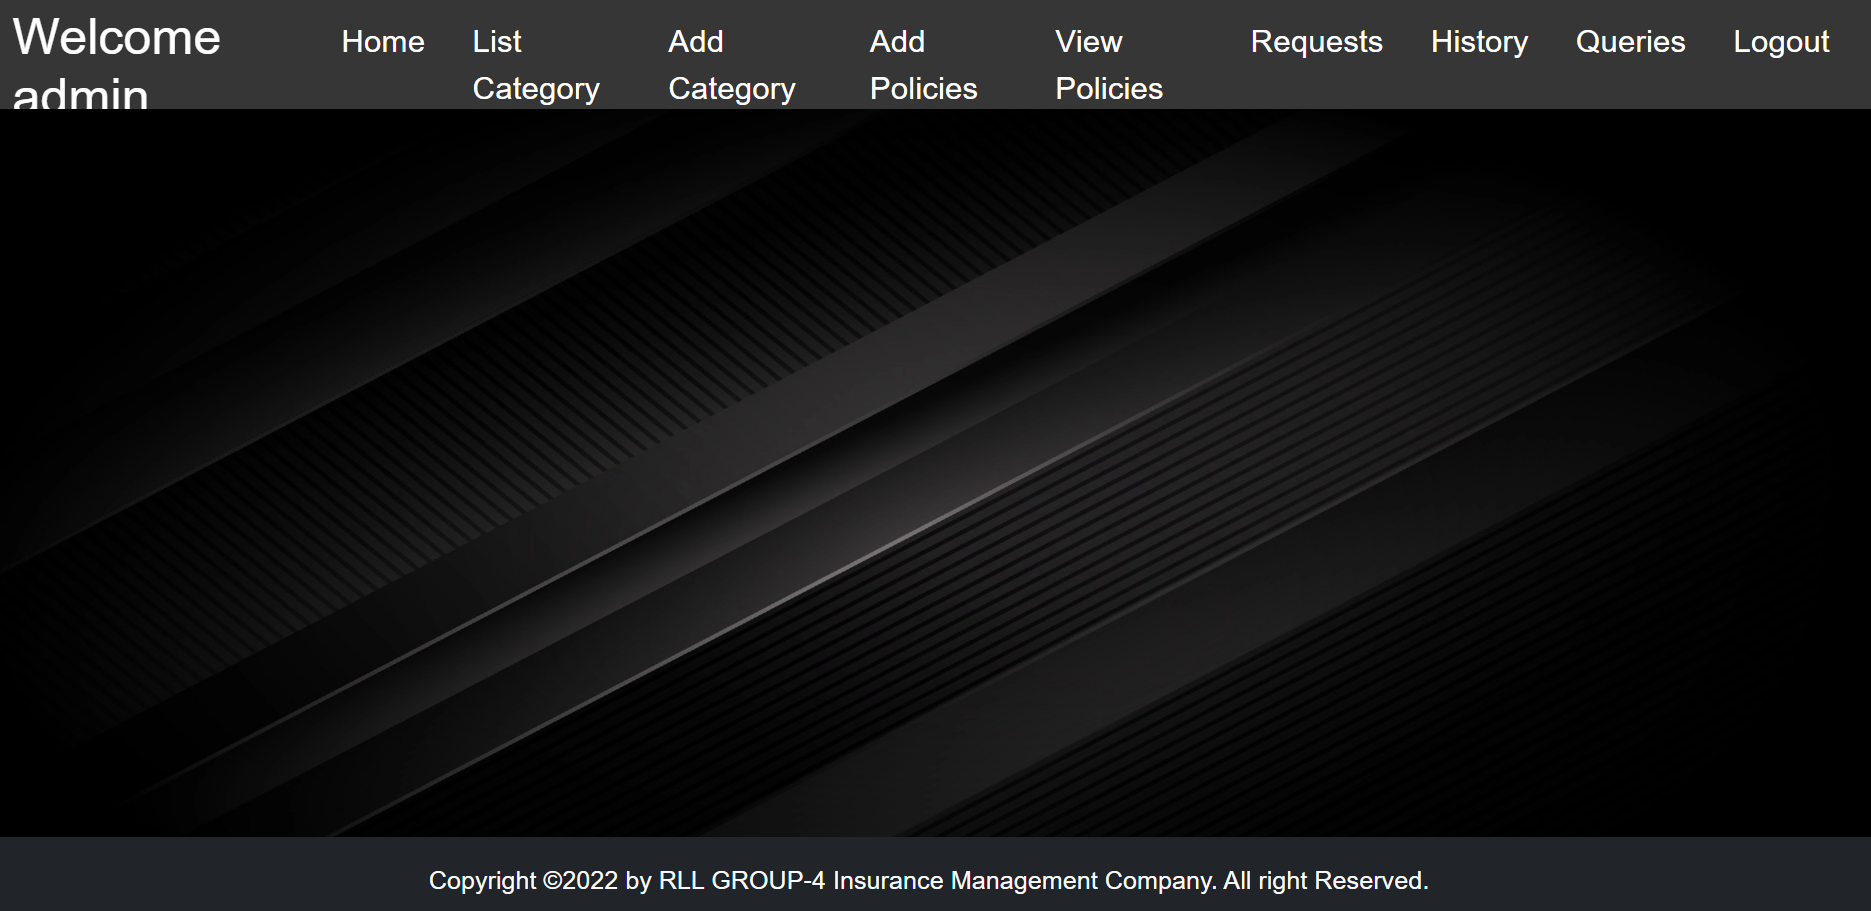 Welcome
admin
Home
List
Category
Add
Category
Add
Policies
View
Policies
Requests
History
Queries
Logout
Copyright ©2022 by RLL GROUP-4 Insurance Management Company. All right Reserved.